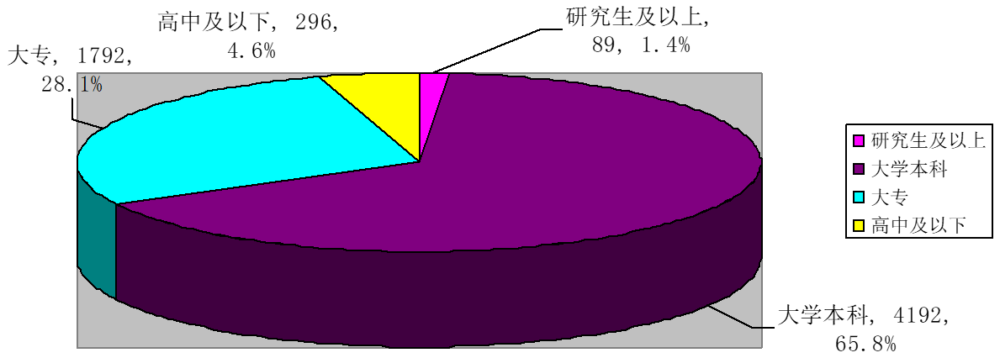 高中及以下, 296,
4.6%
研究生及以上,
89, 1.4%
大专, 1792,
28.1%
研究生及以上
大学本科
大专
高中及以下
大学本科, 4192,
65.8%